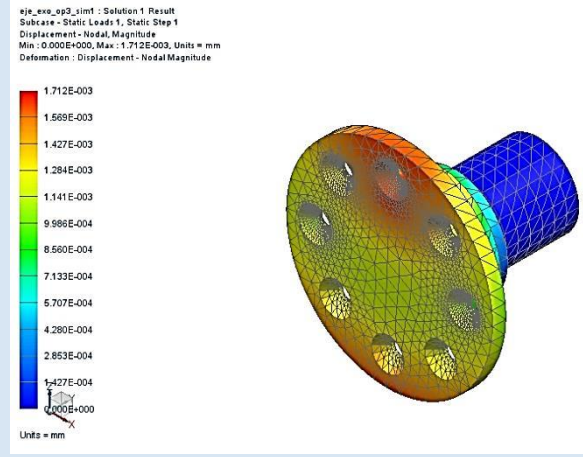 eje_exo_op3_sim1 : Solution 1 Result
Subcase - Static Loads 1, Static Step 1
Displacement - Nodal, Magnitude
Min : 0.000E+000, Max : 1.712E-003, Units = mm
Deformation : Displacement - Nodal Magnitude
1.712E-003
1.569E-003
1.427E-003
1.284E-003
1.141E-003
9.986E-004
8.560E-004
7.133E-004
5.707E-004
4.280E-004
2.853E-004
1.427E-004
0.000E+000
Z
Y
X
Units = mm